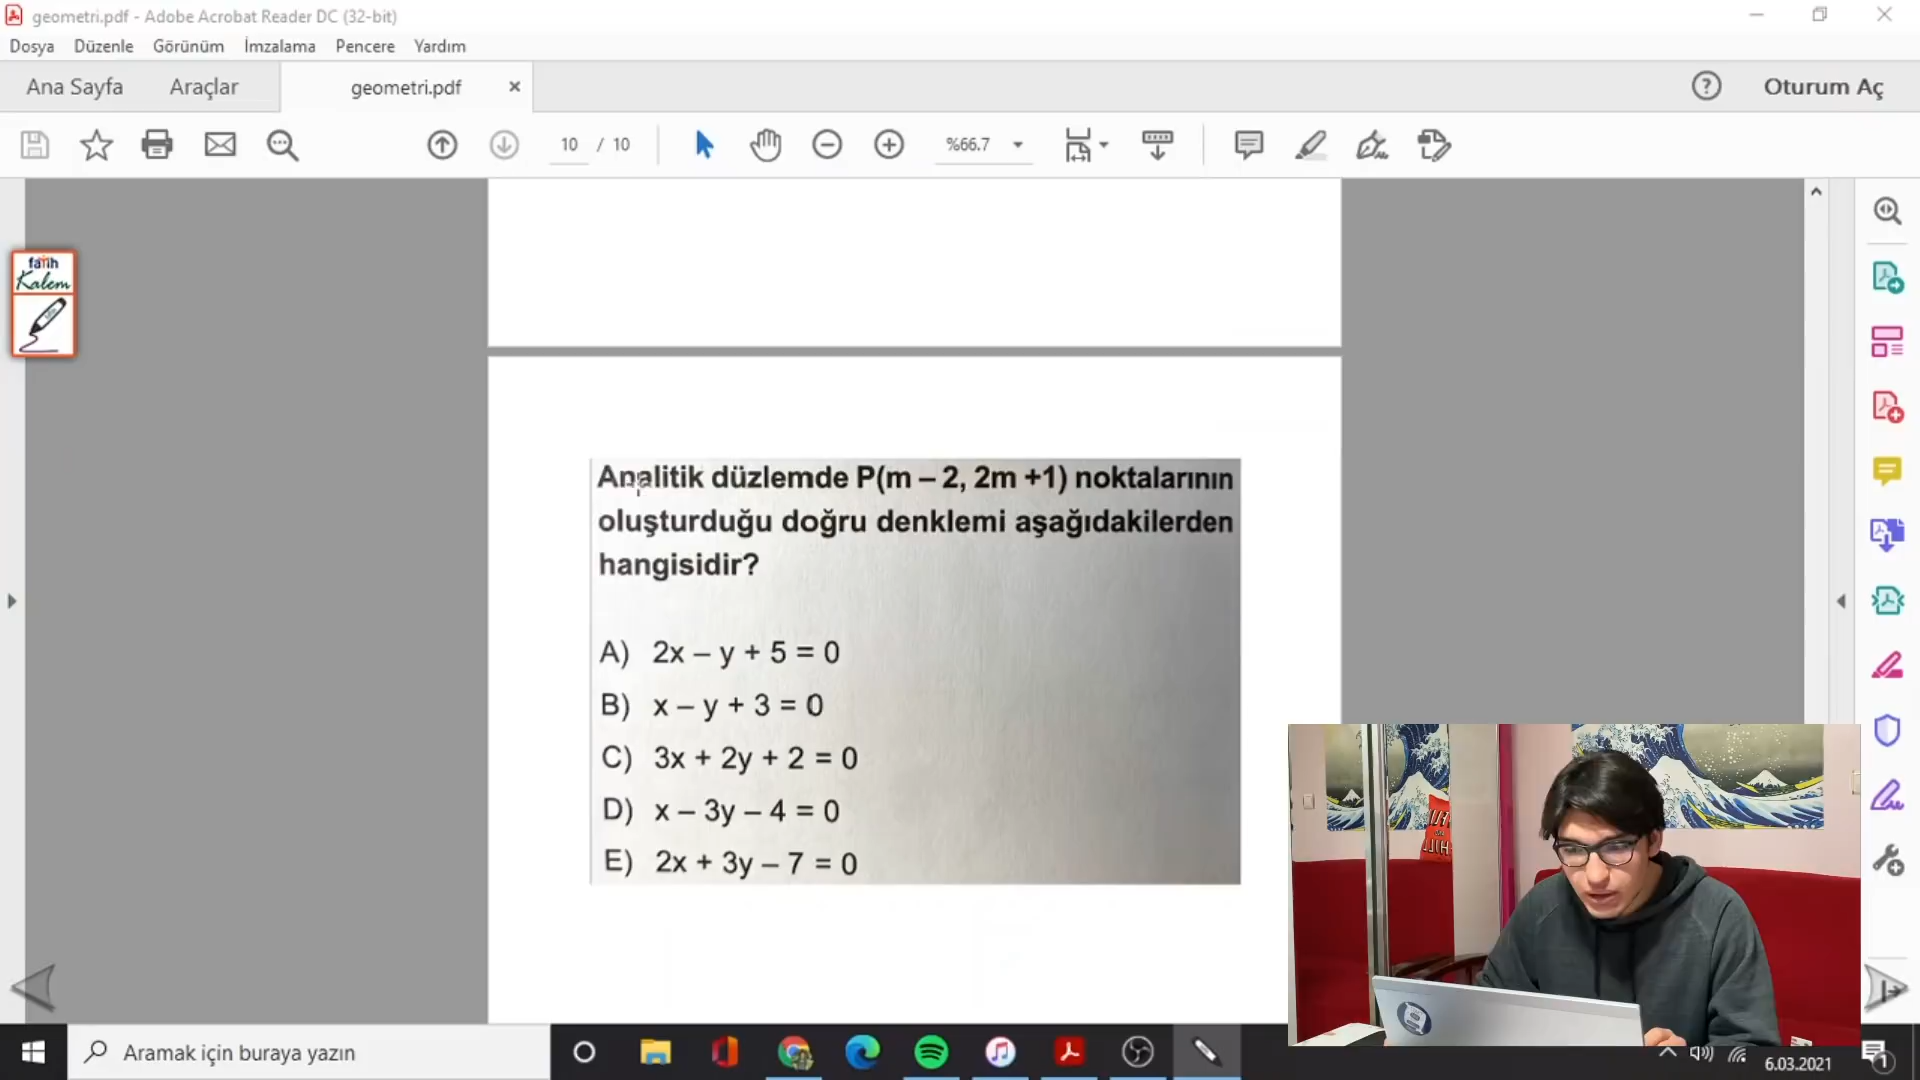 geometri.pdf - Adobe Acrobat Reader DC (32-bit)
Dosya Düzenle Görünüm İmzalama Pencere Yardım
Ana Sayfa Araçlar geometri.pdf Oturum Aç
10 / 10 %66.7
fatih
Kalem
Analitik düzlemde P(m – 2, 2m +1) noktalarının
oluşturduğu doğru denklemi aşağıdakilerden
hangisidir?
A) 2x – y + 5 = 0
B) x – y + 3 = 0
C) 3x + 2y + 2 = 0
D) x – 3y – 4 = 0
E) 2x + 3y – 7 = 0
Aramak için buraya yazın
6.03.2021
1